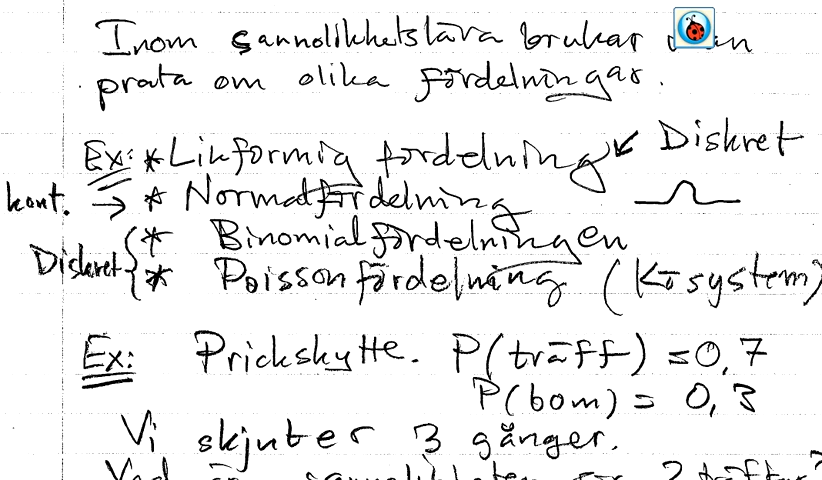 Inom sannolikhetslära brukar
prata om olika fördelningar.
Ex: * Likformig fördelning ↙ Diskret
kont. → * Normalfördelning
Diskret { * Binomialfördelningen
* Poissonfördelning (Kösystem)
Ex: Prickskytte. P(träff) = 0,7
P(bom) = 0,3
Vi skjuter 3 gånger.